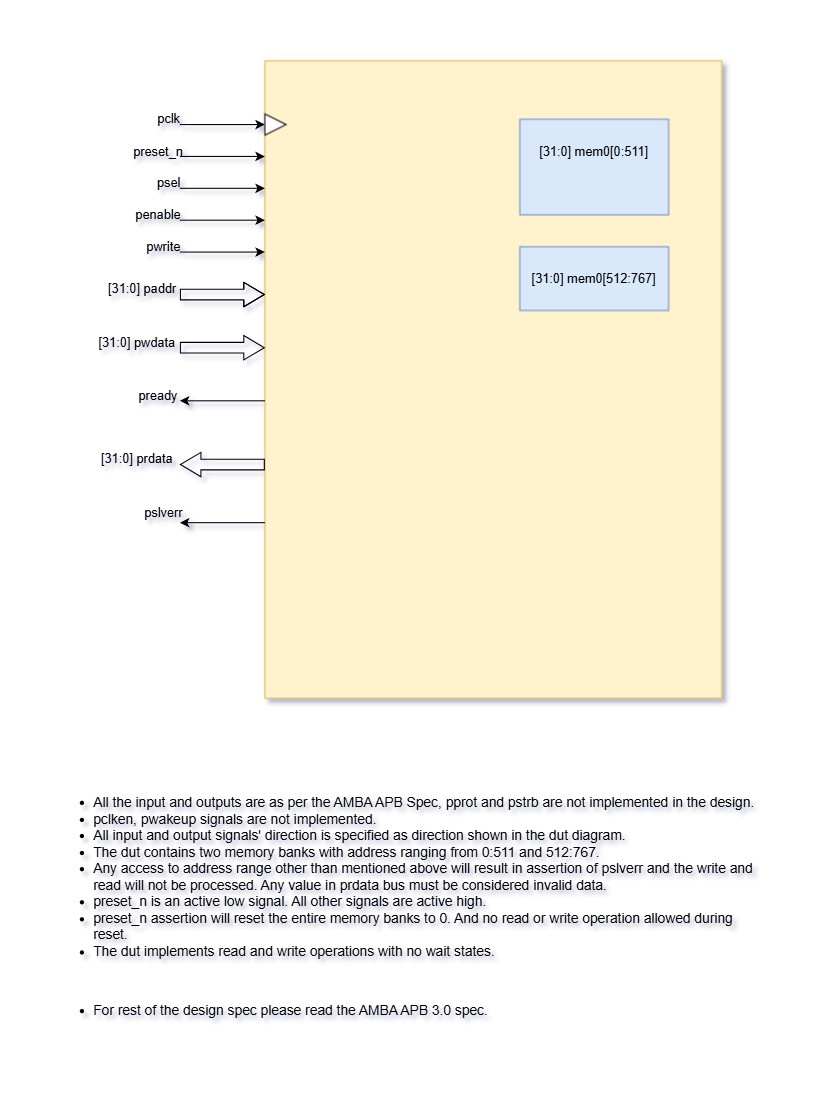 pclk
preset_n
psel
penable
pwrite
[31:0] paddr
[31:0] pwdata
pready
[31:0] prdata
pslverr
[31:0] mem0[0:511]
[31:0] mem0[512:767]
• All the input and outputs are as per the AMBA APB Spec, pprot and pstrb are not implemented in the design.
• pclken, pwakeup signals are not implemented.
• All input and output signals' direction is specified as direction shown in the dut diagram.
• The dut contains two memory banks with address ranging from 0:511 and 512:767.
• Any access to address range other than mentioned above will result in assertion of pslverr and the write and
read will not be processed. Any value in prdata bus must be considered invalid data.
• preset_n is an active low signal. All other signals are active high.
• preset_n assertion will reset the entire memory banks to 0. And no read or write operation allowed during
reset.
• The dut implements read and write operations with no wait states.
• For rest of the design spec please read the AMBA APB 3.0 spec.